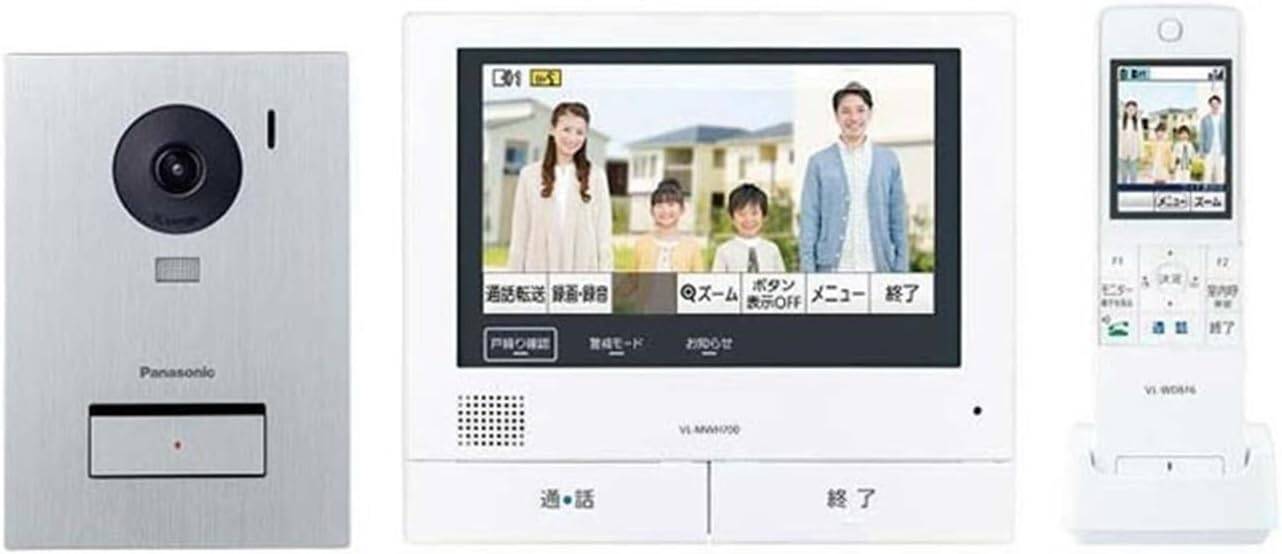 Panasonic
01
通話転送
録画・録音
ズーム
ボタン
表示OFF
メニュー
終了
戸締り確認
警戒モード
お知らせ
VL-MWH700
通・話
終了
メニュー
ズーム
F1
F2
決定
モニター
室内呼
通話
終了
VL-WD616